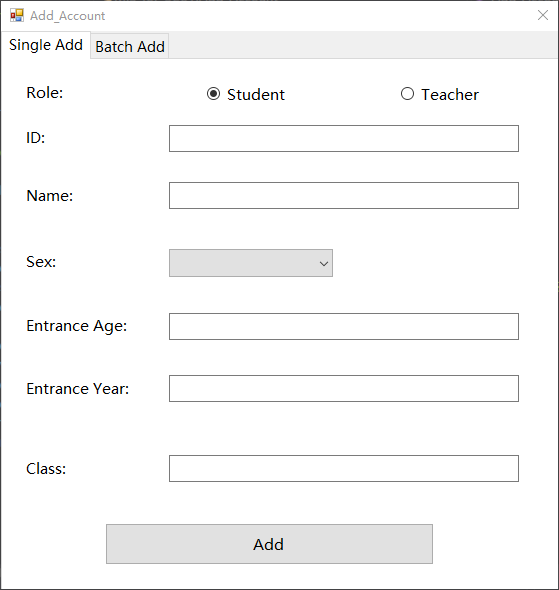 Add_Account
Single Add Batch Add
Role: Student Teacher
ID:
Name:
Sex:
Entrance Age:
Entrance Year:
Class:
Add